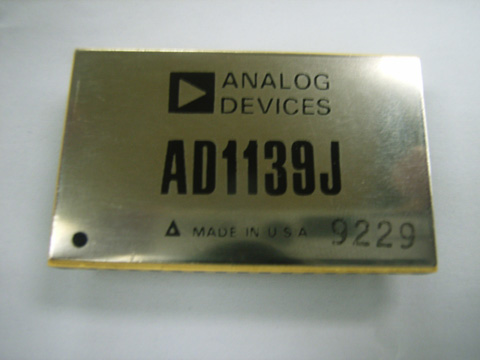 ANALOG
DEVICES
AD1139J
MADE IN U.S.A 9229